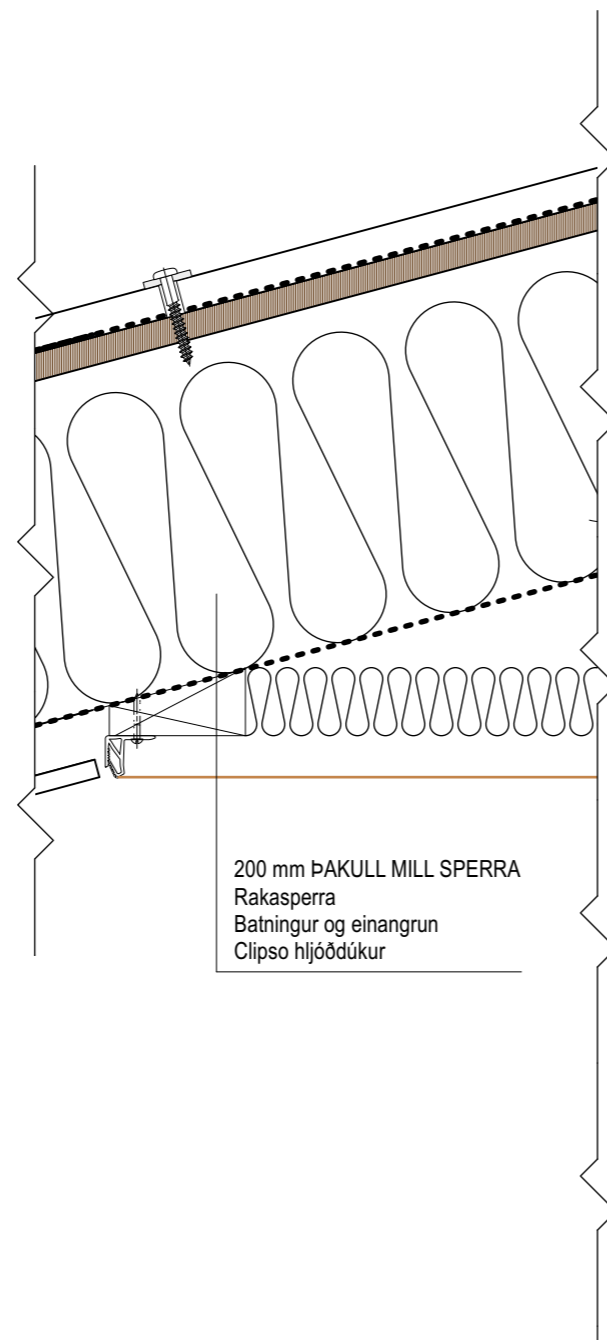 200 mm ÞAKULL MILL SPERRA
Rakasperra
Batningur og einangrun
Clipso hljóðdúkur